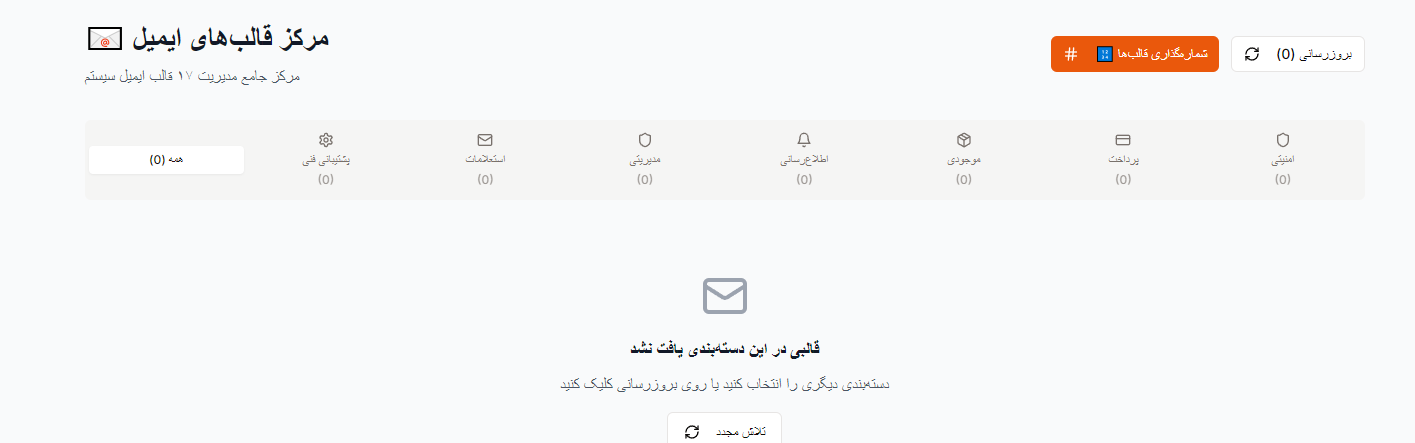 مرکز قالب‌های ایمیل
مرکز جامع مدیریت ۱۷ قالب ایمیل سیستم
شماره‌گذاری قالب‌ها
بروزرسانی (0)
همه (0)
پشتیبانی فنی
(0)
استعلامات
(0)
مدیریتی
(0)
اطلاع‌رسانی
(0)
موجودی
(0)
پرداخت
(0)
امنیتی
(0)
قالبی در این دسته‌بندی یافت نشد
دسته‌بندی دیگری را انتخاب کنید یا روی بروزرسانی کلیک کنید
تلاش مجدد